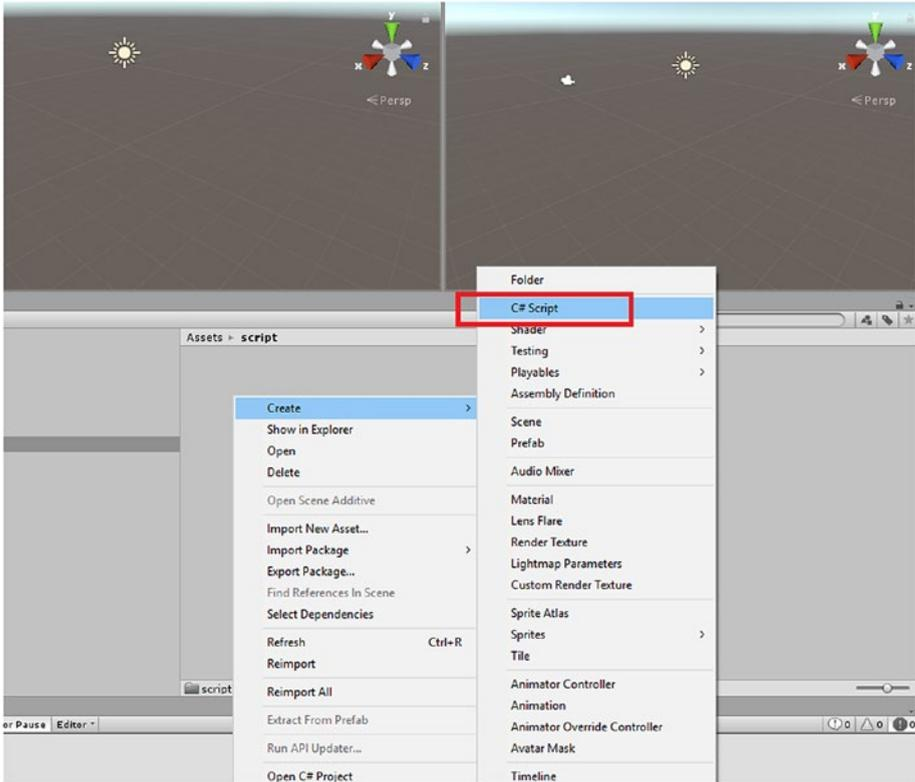 y
x
z
Persp
y
x
z
Persp
Assets script
Create
Show in Explorer
Open
Delete
Open Scene Additive
Import New Asset...
Import Package
Export Package...
Find References In Scene
Select Dependencies
Refresh Ctrl+R
Reimport
Reimport All
Extract From Prefab
Run API Updater...
Open C# Project
Folder
C# Script
Shader
Testing
Playables
Assembly Definition
Scene
Prefab
Audio Mixer
Material
Lens Flare
Render Texture
Lightmap Parameters
Custom Render Texture
Sprite Atlas
Sprites
Tile
Animator Controller
Animation
Animator Override Controller
Avatar Mask
Timeline
script
or Pause Editor
0 0 0